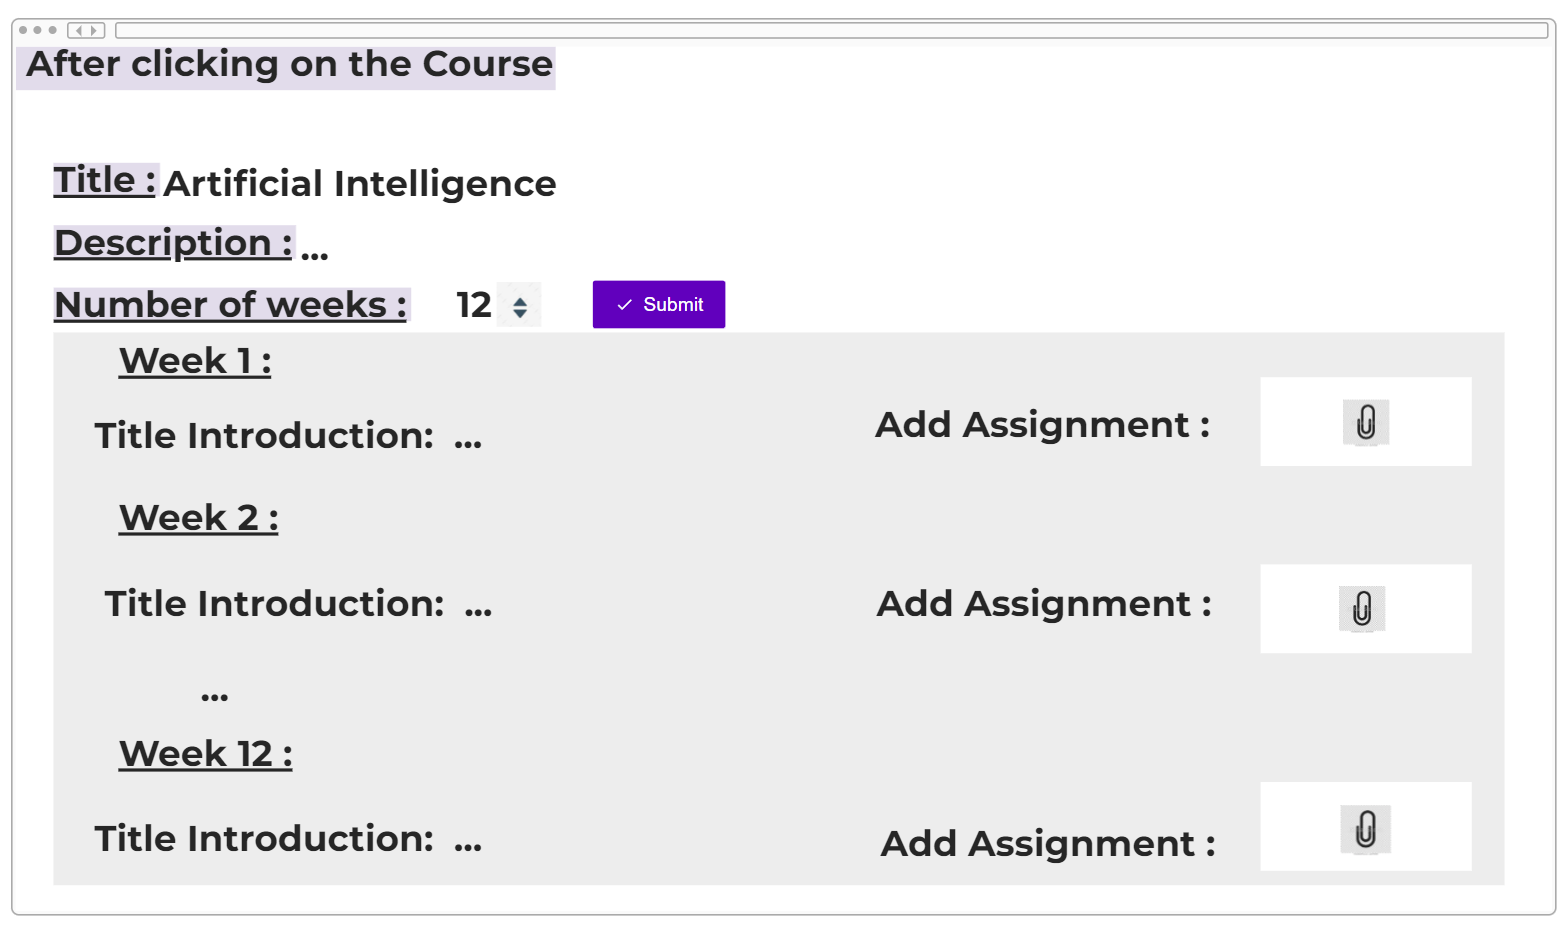 After clicking on the Course
Title : Artificial Intelligence
Description : ...
Number of weeks : 12 Submit
Week 1 :
Title Introduction: ... Add Assignment :
Week 2 :
Title Introduction: ... Add Assignment :
...
Week 12 :
Title Introduction: ... Add Assignment :